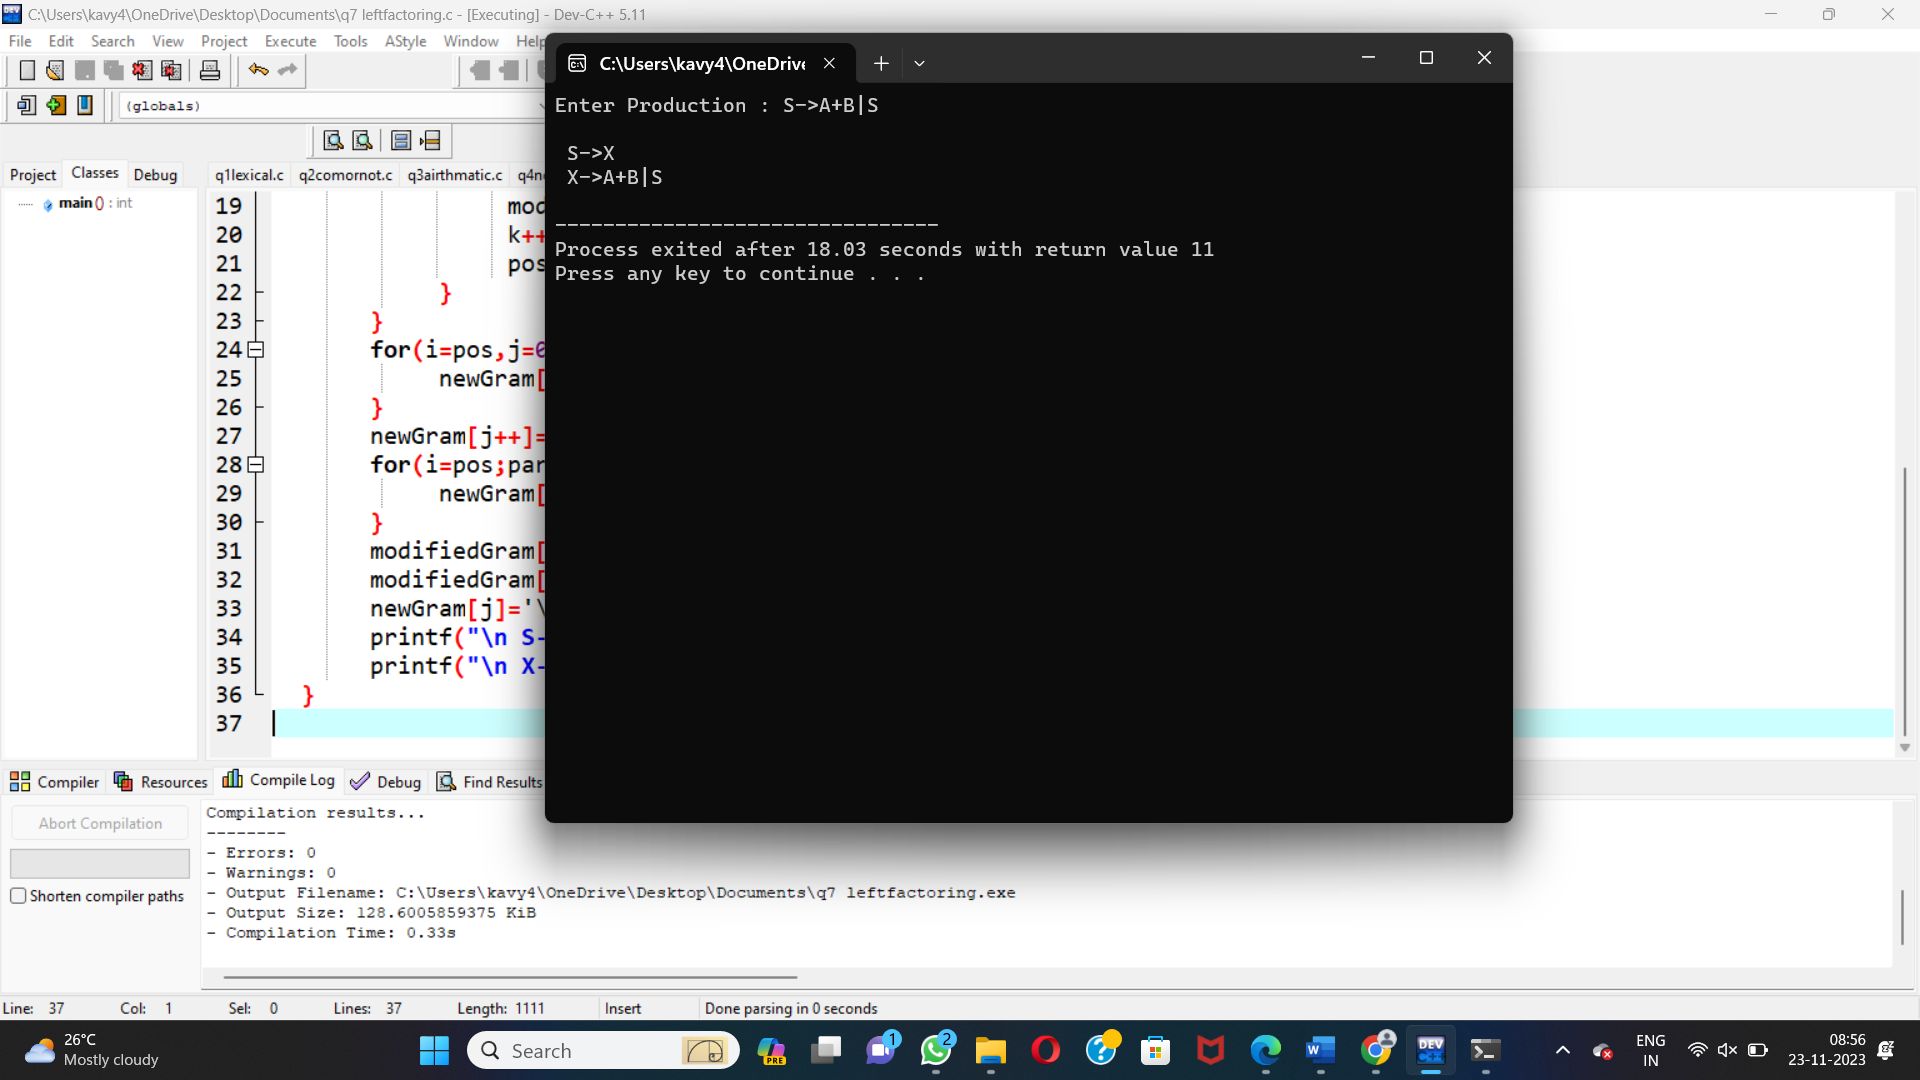 C:\Users\kavy4\OneDrive\Desktop\Documents\q7 leftfactoring.c - [Executing] - Dev-C++ 5.11
File Edit Search View Project Execute Tools AStyle Window Help
(globals)
Project Classes Debug
main () : int
q1lexical.c q2comornot.c q3airthmatic.c
19 mod
20 k++
21 pos
22 }
23 }
24 for(i=pos,j=0
25 newGram[
26 }
27 newGram[j++]=
28 for(i=pos;par
29 newGram[
30 }
31 modifiedGram[
32 modifiedGram[
33 newGram[j]='\
34 printf("\n S-
35 printf("\n X-
36 }
37
C:\Users\kavy4\OneDrive
Enter Production : S->A+B|S
S->X
X->A+B|S
--------------------------------
Process exited after 18.03 seconds with return value 11
Press any key to continue . . .
Compiler Resources Compile Log Debug Find Results
Abort Compilation
Shorten compiler paths
Compilation results...
--------
- Errors: 0
- Warnings: 0
- Output Filename: C:\Users\kavy4\OneDrive\Desktop\Documents\q7 leftfactoring.exe
- Output Size: 128.6005859375 KiB
- Compilation Time: 0.33s
Line: 37 Col: 1 Sel: 0 Lines: 37 Length: 1111 Insert Done parsing in 0 seconds
26°C
Mostly cloudy
Search
PRE
1
2
DEV
C++
ENG
IN
08:56
23-11-2023